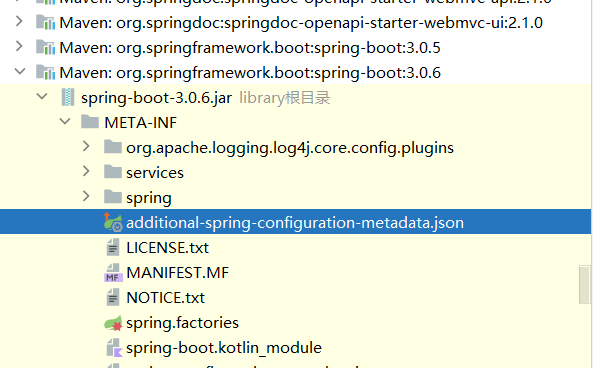 Maven: org.springdoc:springdoc-openapi-starter-webmvc-api:2.1.0
Maven: org.springdoc:springdoc-openapi-starter-webmvc-ui:2.1.0
Maven: org.springframework.boot:spring-boot:3.0.5
Maven: org.springframework.boot:spring-boot:3.0.6
spring-boot-3.0.6.jar library根目录
META-INF
org.apache.logging.log4j.core.config.plugins
services
spring
additional-spring-configuration-metadata.json
LICENSE.txt
MF MANIFEST.MF
NOTICE.txt
spring.factories
spring-boot.kotlin_module